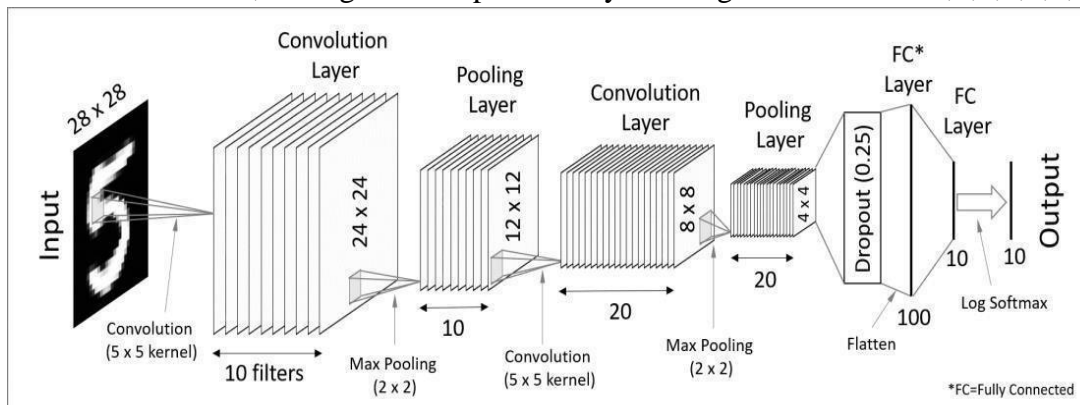 28 x 28
Input
Convolution
(5 x 5 kernel)
Convolution
Layer
24 x 24
10 filters
Max Pooling
(2 x 2)
Pooling
Layer
12 x 12
10
Convolution
(5 x 5 kernel)
Convolution
Layer
8 x 8
20
Max Pooling
(2 x 2)
Pooling
Layer
4 x 4
20
Dropout (0.25)
Flatten
FC*
Layer
100
FC
Layer
10
Log Softmax
10
Output
*FC=Fully Connected